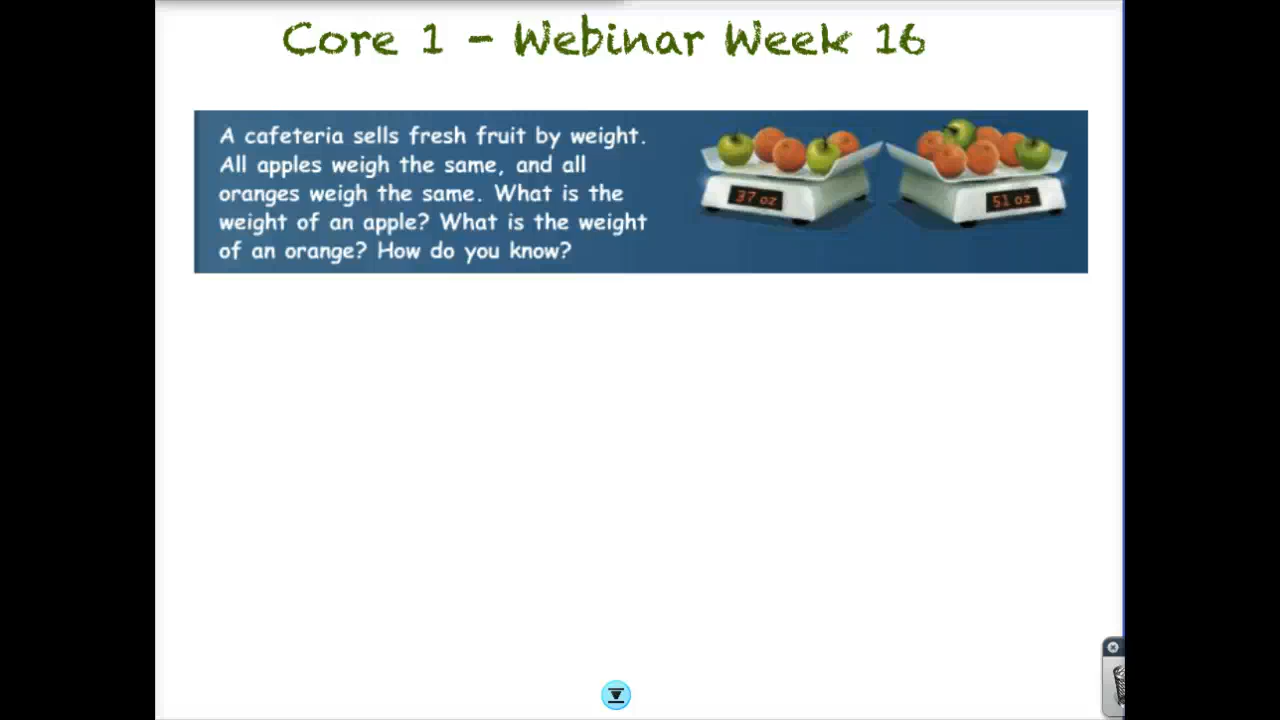 Core 1 - Webinar Week 16
A cafeteria sells fresh fruit by weight.
All apples weigh the same, and all
oranges weigh the same. What is the
weight of an apple? What is the weight
of an orange? How do you know?
37 oz
51 oz